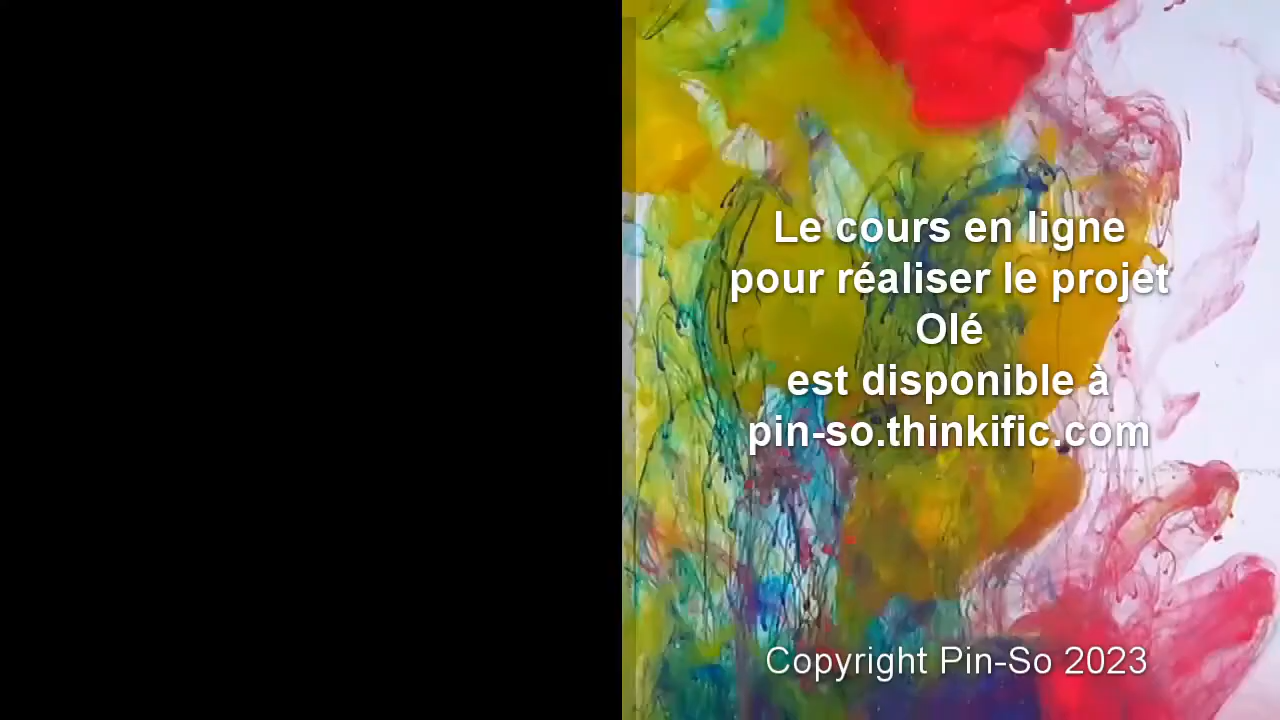 Le cours en ligne
pour réaliser le projet
Olé
est disponible à
pin-so.thinkific.com
Copyright Pin-So 2023